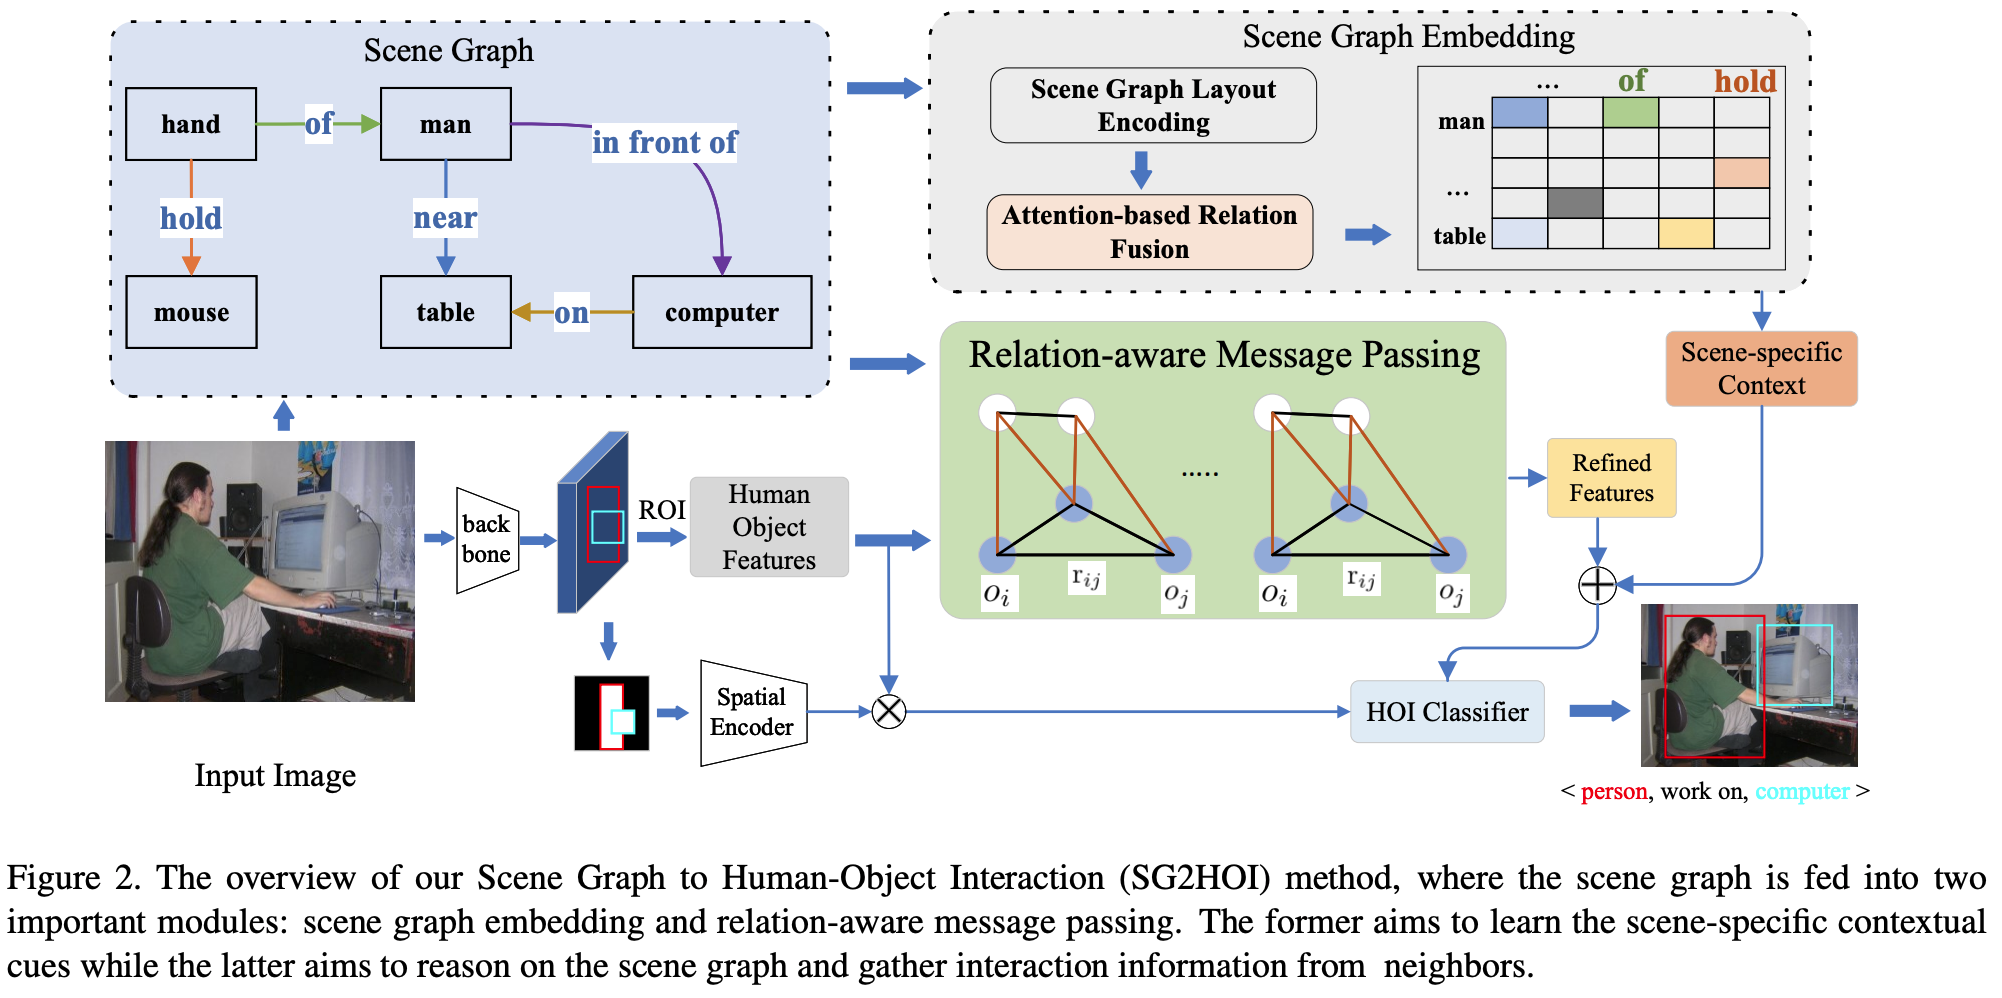 Scene Graph
hand
of
man
in front of
hold
near
mouse
table
on
computer
Scene Graph Embedding
Scene Graph Layout
Encoding
Attention-based Relation
Fusion
...
of
hold
man
...
table
Scene-specific
Context
Relation-aware Message Passing
.....
o_i
r_{ij}
o_j
o_i
r_{ij}
o_j
Refined
Features
back
bone
ROI
Human
Object
Features
Spatial
Encoder
HOI Classifier
Input Image
< person, work on, computer >
Figure 2. The overview of our Scene Graph to Human-Object Interaction (SG2HOI) method, where the scene graph is fed into two
important modules: scene graph embedding and relation-aware message passing. The former aims to learn the scene-specific contextual
cues while the latter aims to reason on the scene graph and gather interaction information from neighbors.